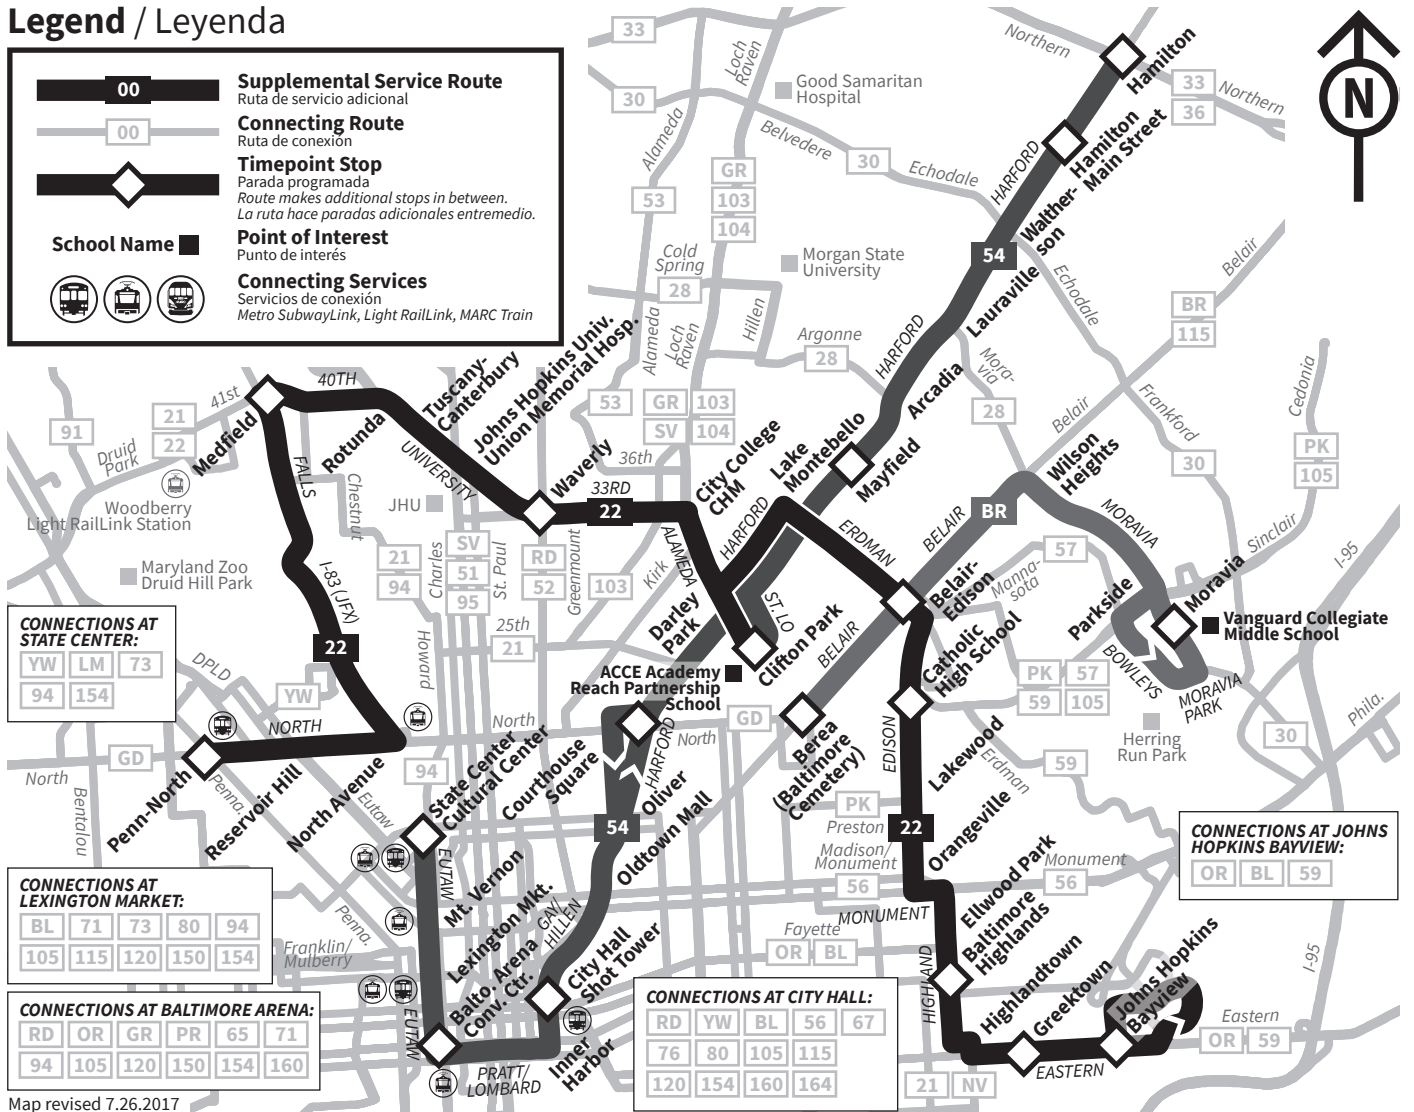 Legend / Leyenda
00
Supplemental Service Route
Ruta de servicio adicional
00
Connecting Route
Ruta de conexión
Timepoint Stop
Parada programada
Route makes additional stops in between.
La ruta hace paradas adicionales entremedio.
School Name
Point of Interest
Punto de interés
Connecting Services
Servicios de conexión
Metro SubwayLink, Light RailLink, MARC Train
N
33
30
Loch
Raven
Alameda
Good Samaritan
Hospital
Belvedere
30
Echodale
Northern
Hamilton
33
36
Northern
Hamilton
Main Street
HARFORD
Walther-
son
54
Lauraville
Echodale
Belair
BR
115
GR
103
104
53
Cold
Spring
28
Morgan State
University
Hillen
Alameda
Loch
Raven
Argonne
28
HARFORD
Mora-
via
28
Arcadia
Belair
Frankford
30
Cedonia
PK
105
Sinclair
I-95
41st
21
22
91
Druid
Park
Medfield
40TH
Rotunda
Tuscany-
Canterbury
Johns Hopkins Univ.
Union Memorial Hosp.
UNIVERSITY
Waverly
33RD
22
53
GR
103
SV
104
36th
City College
CHM
Lake
Montebello
Mayfield
HARFORD
ERDMAN
BELAIR
BR
Wilson
Heights
MORAVIA
57
Manna-
sota
Parkside
Moravia
Vanguard Collegiate
Middle School
BOWLEYS
MORAVIA
PARK
Woodberry
Light RailLink Station
Maryland Zoo
Druid Hill Park
FALLS
Chestnut
JHU
21
94
Charles
SV
51
95
St. Paul
RD
52
Greenmount
103
Kirk
ALAMEDA
ST. LO
Darley
Park
Clifton Park
BELAIR
Belair-
Edison
Catholic
High School
PK
57
59
105
Herring
Run Park
30
Phila.
I-83 (JFX)
22
Howard
25th
21
ACCE Academy
Reach Partnership
School
CONNECTIONS AT
STATE CENTER:
YW
LM
73
94
154
DPLD
YW
NORTH
GD
North
Bentalou
Penn-North
Penna.
Reservoir Hill
Eutaw
North Avenue
94
North
State Center
Cultural Center
Courthouse
Square
HARFORD
North
GD
Berea
(Baltimore
Cemetery)
EDISON
Lakewood
Erdman
59
54
Oliver
Oldtown Mall
PK
Preston
22
Orangeville
Madison/
Monument
56
Monument
56
CONNECTIONS AT JOHNS
HOPKINS BAYVIEW:
OR
BL
59
EUTAW
Mt. Vernon
Penna.
Lexington Mkt.
GAY/
HILLEN
MONUMENT
Ellwood Park
Baltimore
Highlands
Fayette
OR
BL
CONNECTIONS AT
LEXINGTON MARKET:
BL
71
73
80
94
105
115
120
150
154
Franklin/
Mulberry
Balto. Arena
Conv. Ctr.
City Hall
Shot Tower
HIGHLAND
Highlandtown
Greektown
Johns Hopkins
Bayview
I-95
Eastern
OR
59
CONNECTIONS AT BALTIMORE ARENA:
RD
OR
GR
PR
65
71
94
105
120
150
154
160
EUTAW
PRATT/
LOMBARD
Inner
Harbor
CONNECTIONS AT CITY HALL:
RD
YW
BL
56
67
76
80
105
115
120
154
160
164
21
NV
EASTERN
Map revised 7.26.2017